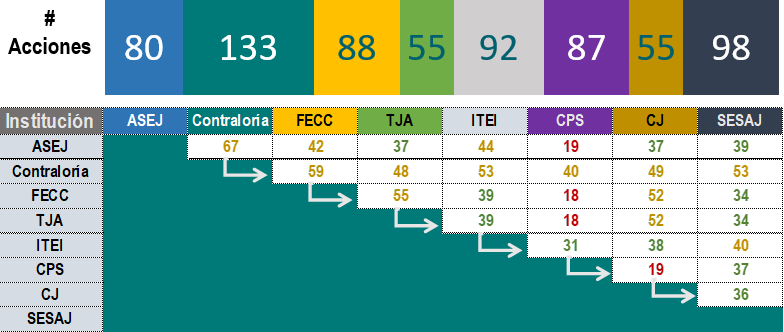 #
Acciones
80 133 88 55 92 87 55 98
Institución ASEJ Contraloría FECC TJA ITEI CPS CJ SESAJ
ASEJ 67 42 37 44 19 37 39
Contraloría 59 48 53 40 49 53
FECC 55 39 18 52 34
TJA 39 18 52 34
ITEI 31 38 40
CPS 19 37
CJ 36
SESAJ